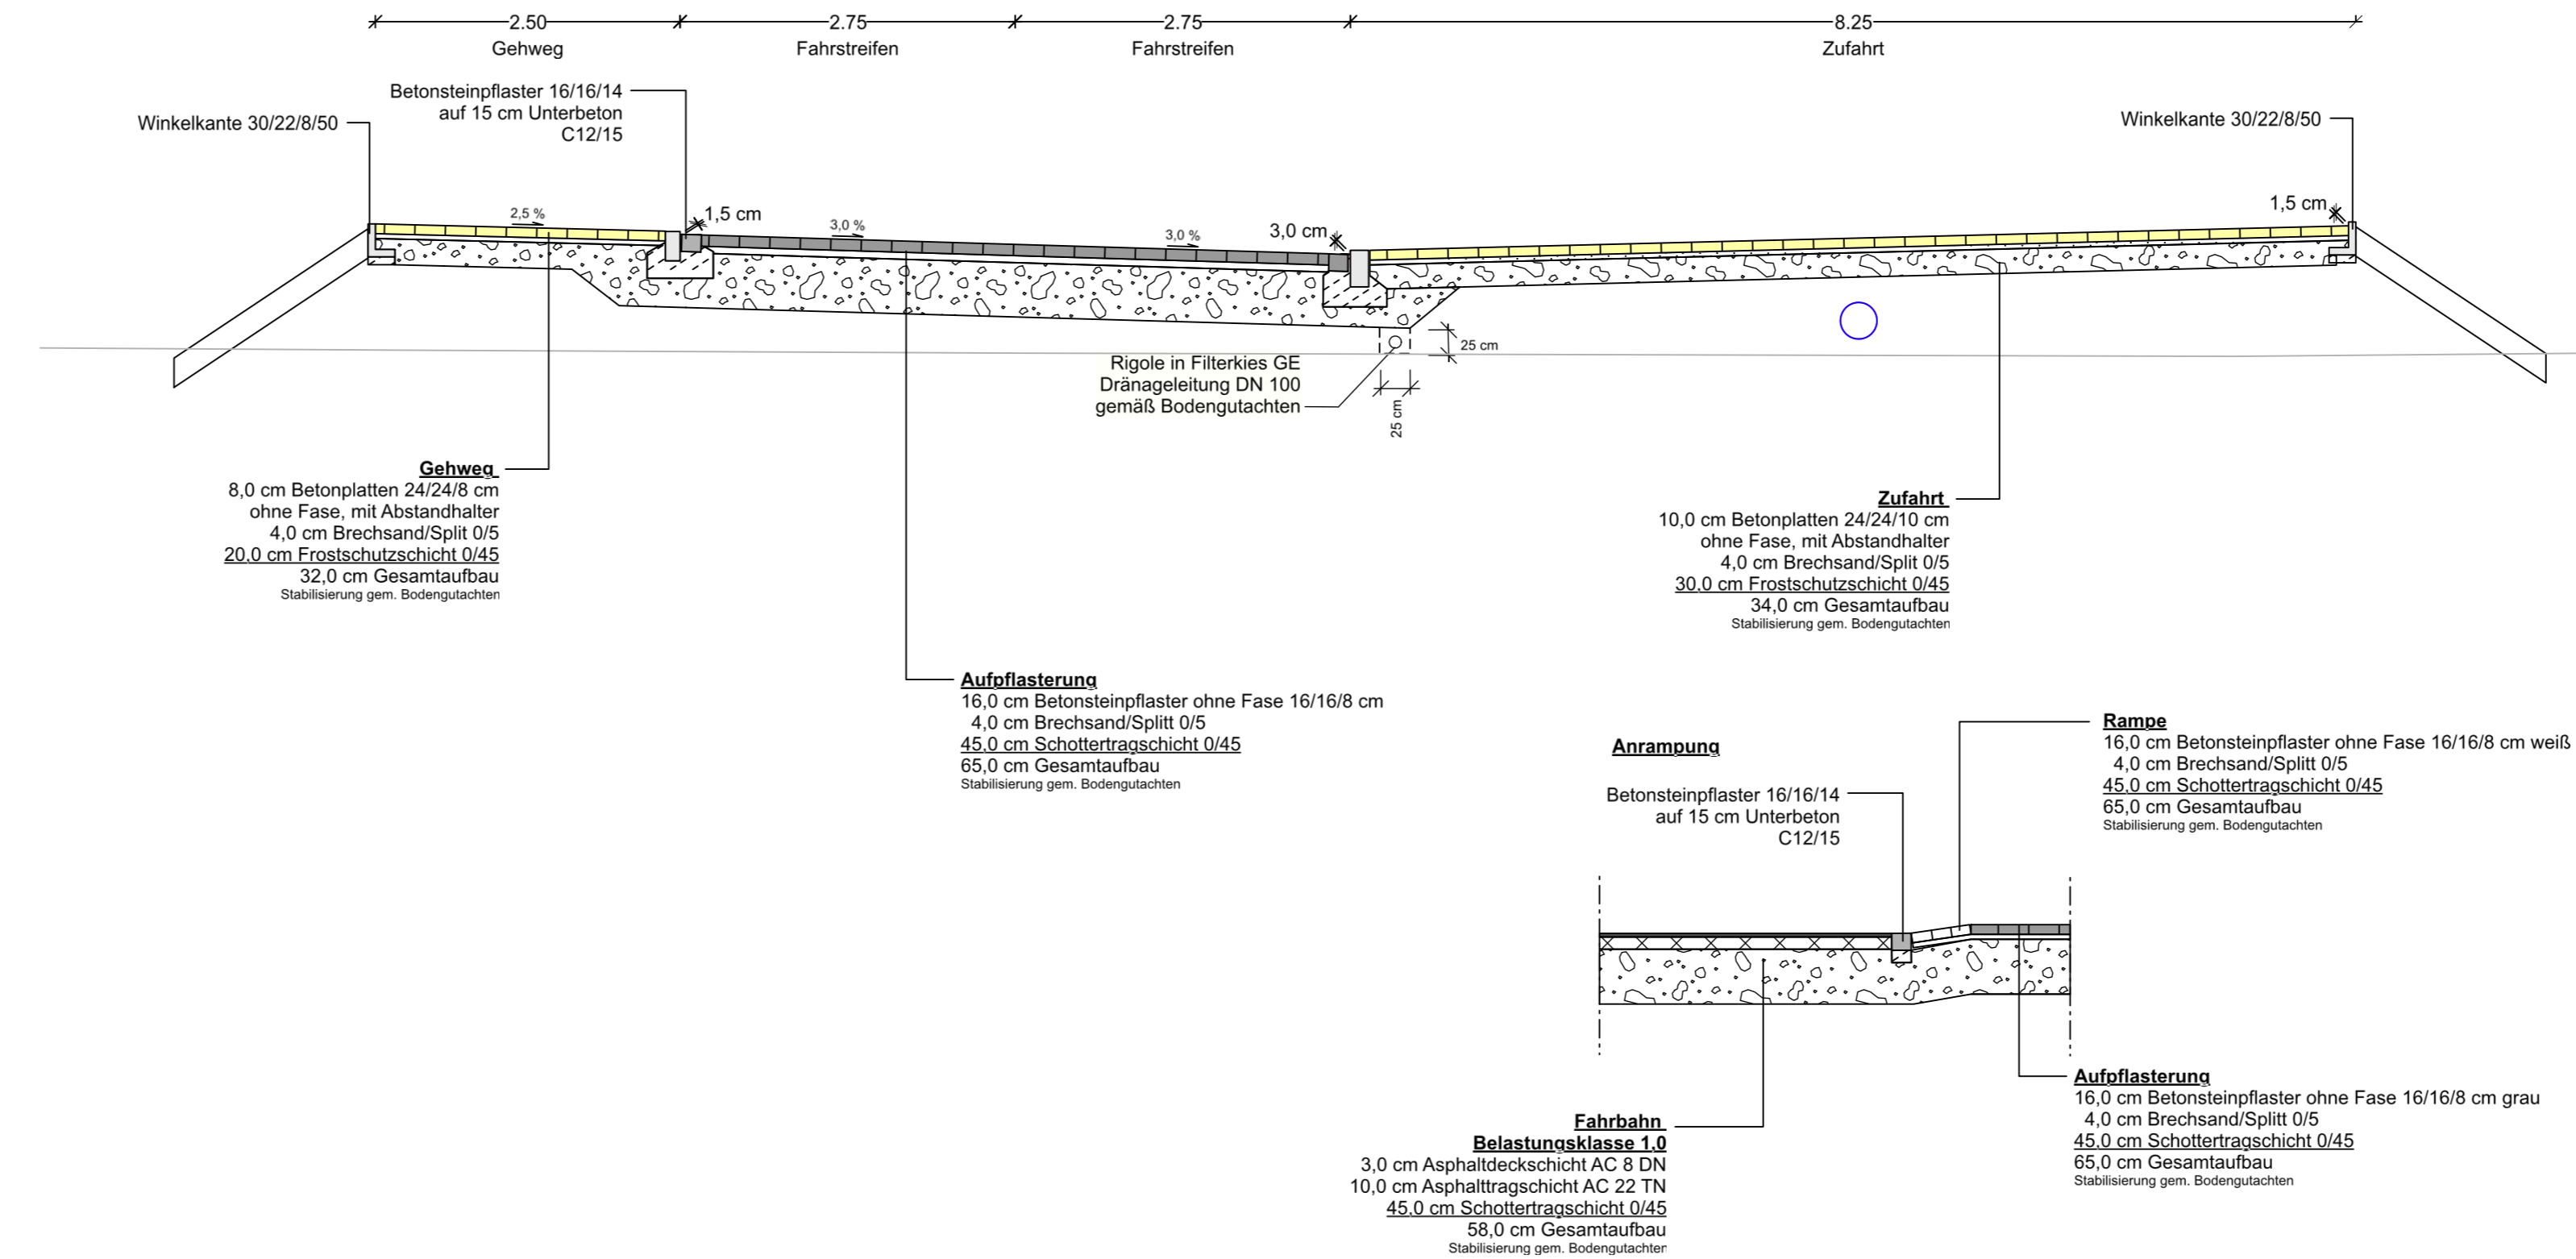 2.50
2.75
2.75
8.25
Gehweg
Fahrstreifen
Fahrstreifen
Zufahrt
Betonsteinpflaster 16/16/14
auf 15 cm Unterbeton
C12/15
Winkelkante 30/22/8/50
Winkelkante 30/22/8/50
2,5 %
1,5 cm
3,0 %
3,0 %
3,0 cm
1,5 cm
25 cm
25 cm
Rigole in Filterkies GE
Dränageleitung DN 100
gemäß Bodengutachten
Gehweg
8,0 cm Betonplatten 24/24/8 cm
ohne Fase, mit Abstandhalter
4,0 cm Brechsand/Split 0/5
20,0 cm Frostschutzschicht 0/45
32,0 cm Gesamtaufbau
Stabilisierung gem. Bodengutachten
Zufahrt
10,0 cm Betonplatten 24/24/10 cm
ohne Fase, mit Abstandhalter
4,0 cm Brechsand/Split 0/5
30,0 cm Frostschutzschicht 0/45
34,0 cm Gesamtaufbau
Stabilisierung gem. Bodengutachten
Aufpflasterung
16,0 cm Betonsteinpflaster ohne Fase 16/16/8 cm
4,0 cm Brechsand/Splitt 0/5
45,0 cm Schottertragschicht 0/45
65,0 cm Gesamtaufbau
Stabilisierung gem. Bodengutachten
Anrampung
Betonsteinpflaster 16/16/14
auf 15 cm Unterbeton
C12/15
Rampe
16,0 cm Betonsteinpflaster ohne Fase 16/16/8 cm weiß
4,0 cm Brechsand/Splitt 0/5
45,0 cm Schottertragschicht 0/45
65,0 cm Gesamtaufbau
Stabilisierung gem. Bodengutachten
Aufpflasterung
16,0 cm Betonsteinpflaster ohne Fase 16/16/8 cm grau
4,0 cm Brechsand/Splitt 0/5
45,0 cm Schottertragschicht 0/45
65,0 cm Gesamtaufbau
Stabilisierung gem. Bodengutachten
Fahrbahn
Belastungsklasse 1,0
3,0 cm Asphaltdeckschicht AC 8 DN
10,0 cm Asphalttragschicht AC 22 TN
45,0 cm Schottertragschicht 0/45
58,0 cm Gesamtaufbau
Stabilisierung gem. Bodengutachten